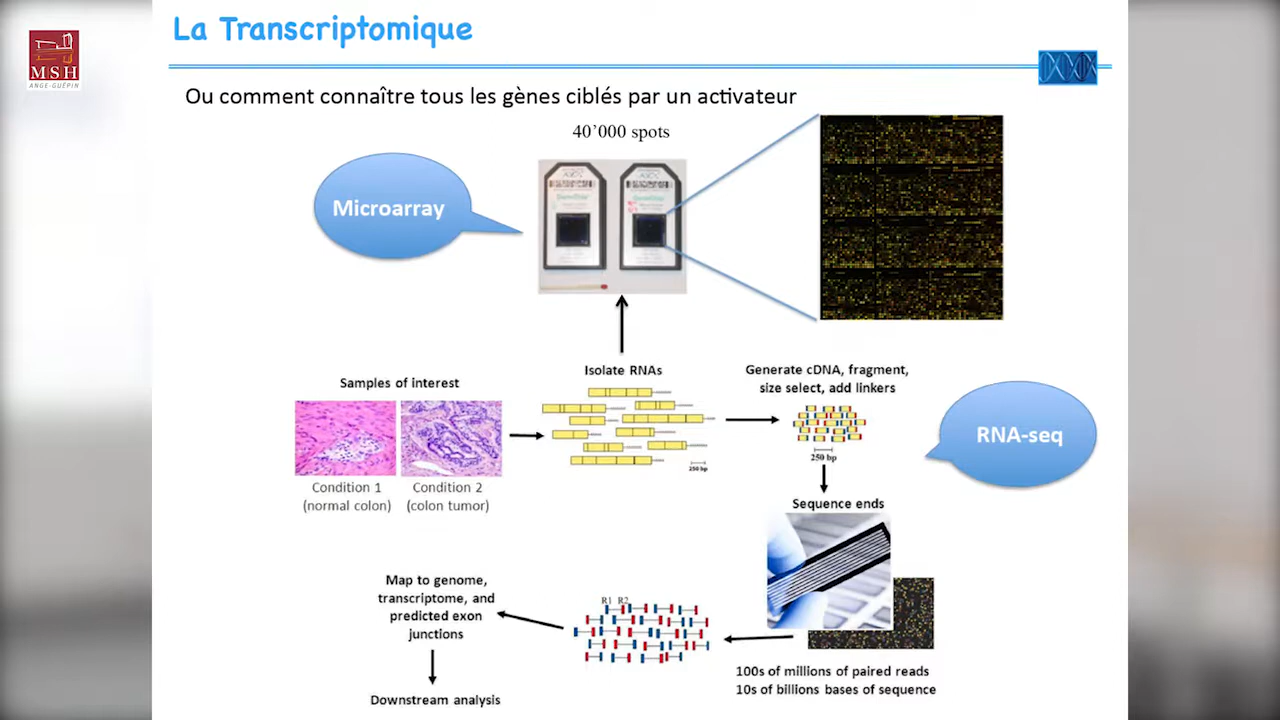 La Transcriptomique
MSH
ANGE-GUÉPIN
Ou comment connaître tous les gènes ciblés par un activateur
40’000 spots
Microarray
Isolate RNAs
Generate cDNA, fragment,
size select, add linkers
Samples of interest
250 bp
250 bp
RNA-seq
Condition 1
(normal colon)
Condition 2
(colon tumor)
Sequence ends
Map to genome,
transcriptome, and
predicted exon
junctions
R1 R2
100s of millions of paired reads
10s of billions bases of sequence
Downstream analysis